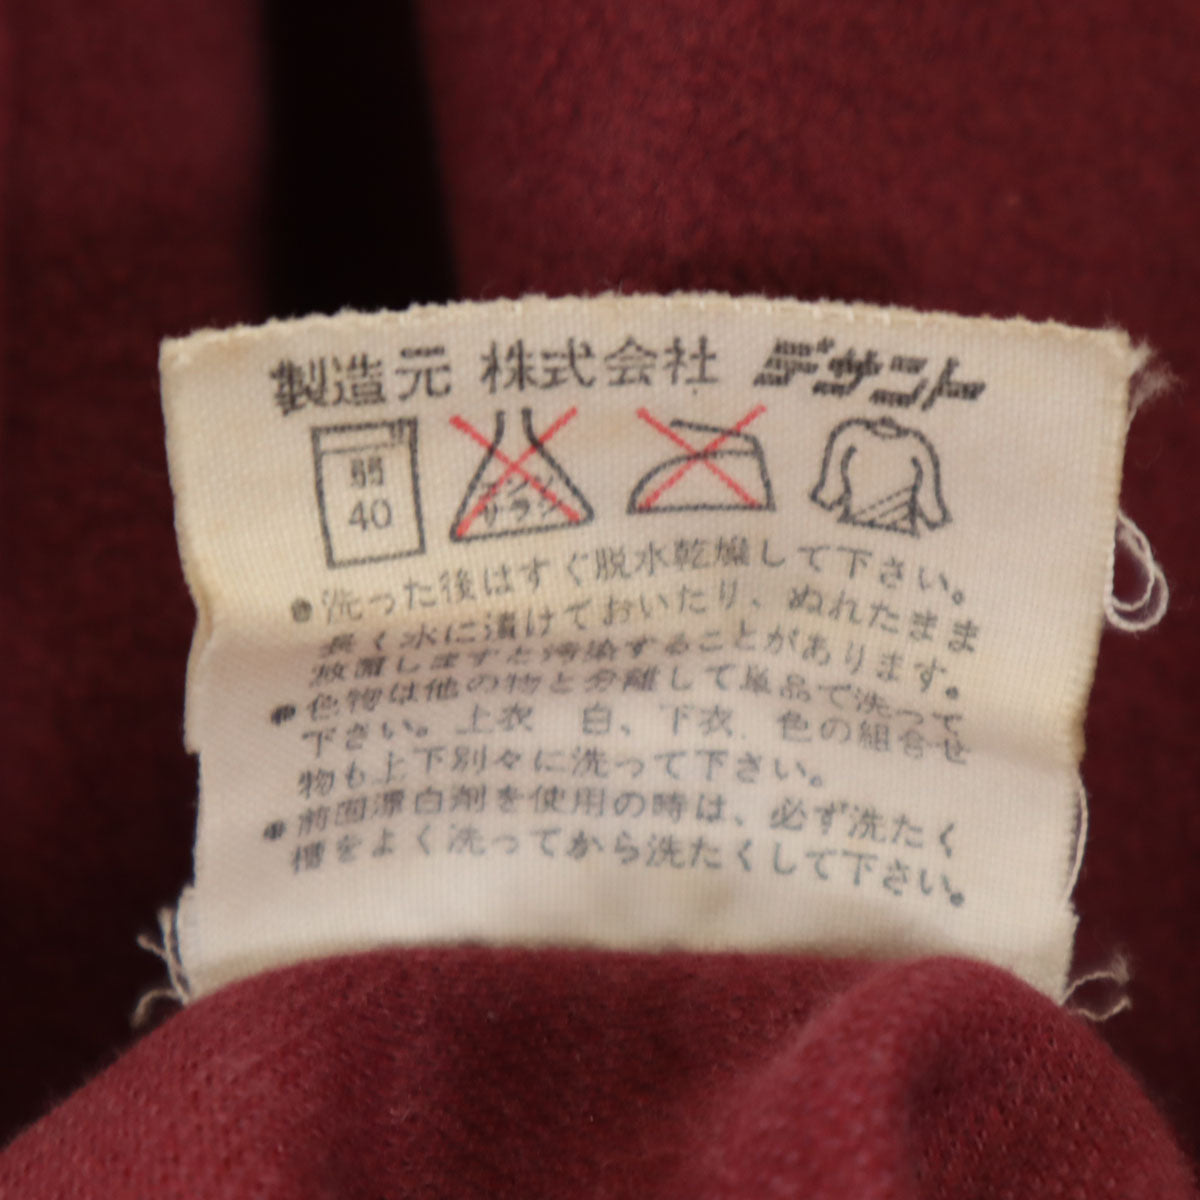 製造元 株式会社 デサント
弱
40
エンソ
サラシ
●洗った後はすぐ脱水乾燥して下さい。
長く水に漬けておいたり、ぬれたまま
放置しますと汚染することがあります。
●色物は他の物と分離して単品で洗って
下さい。上衣 白、下衣 色の組合せ
物も上下別々に洗って下さい。
●前回漂白剤を使用の時は、必ず洗たく
槽をよく洗ってから洗たくして下さい。